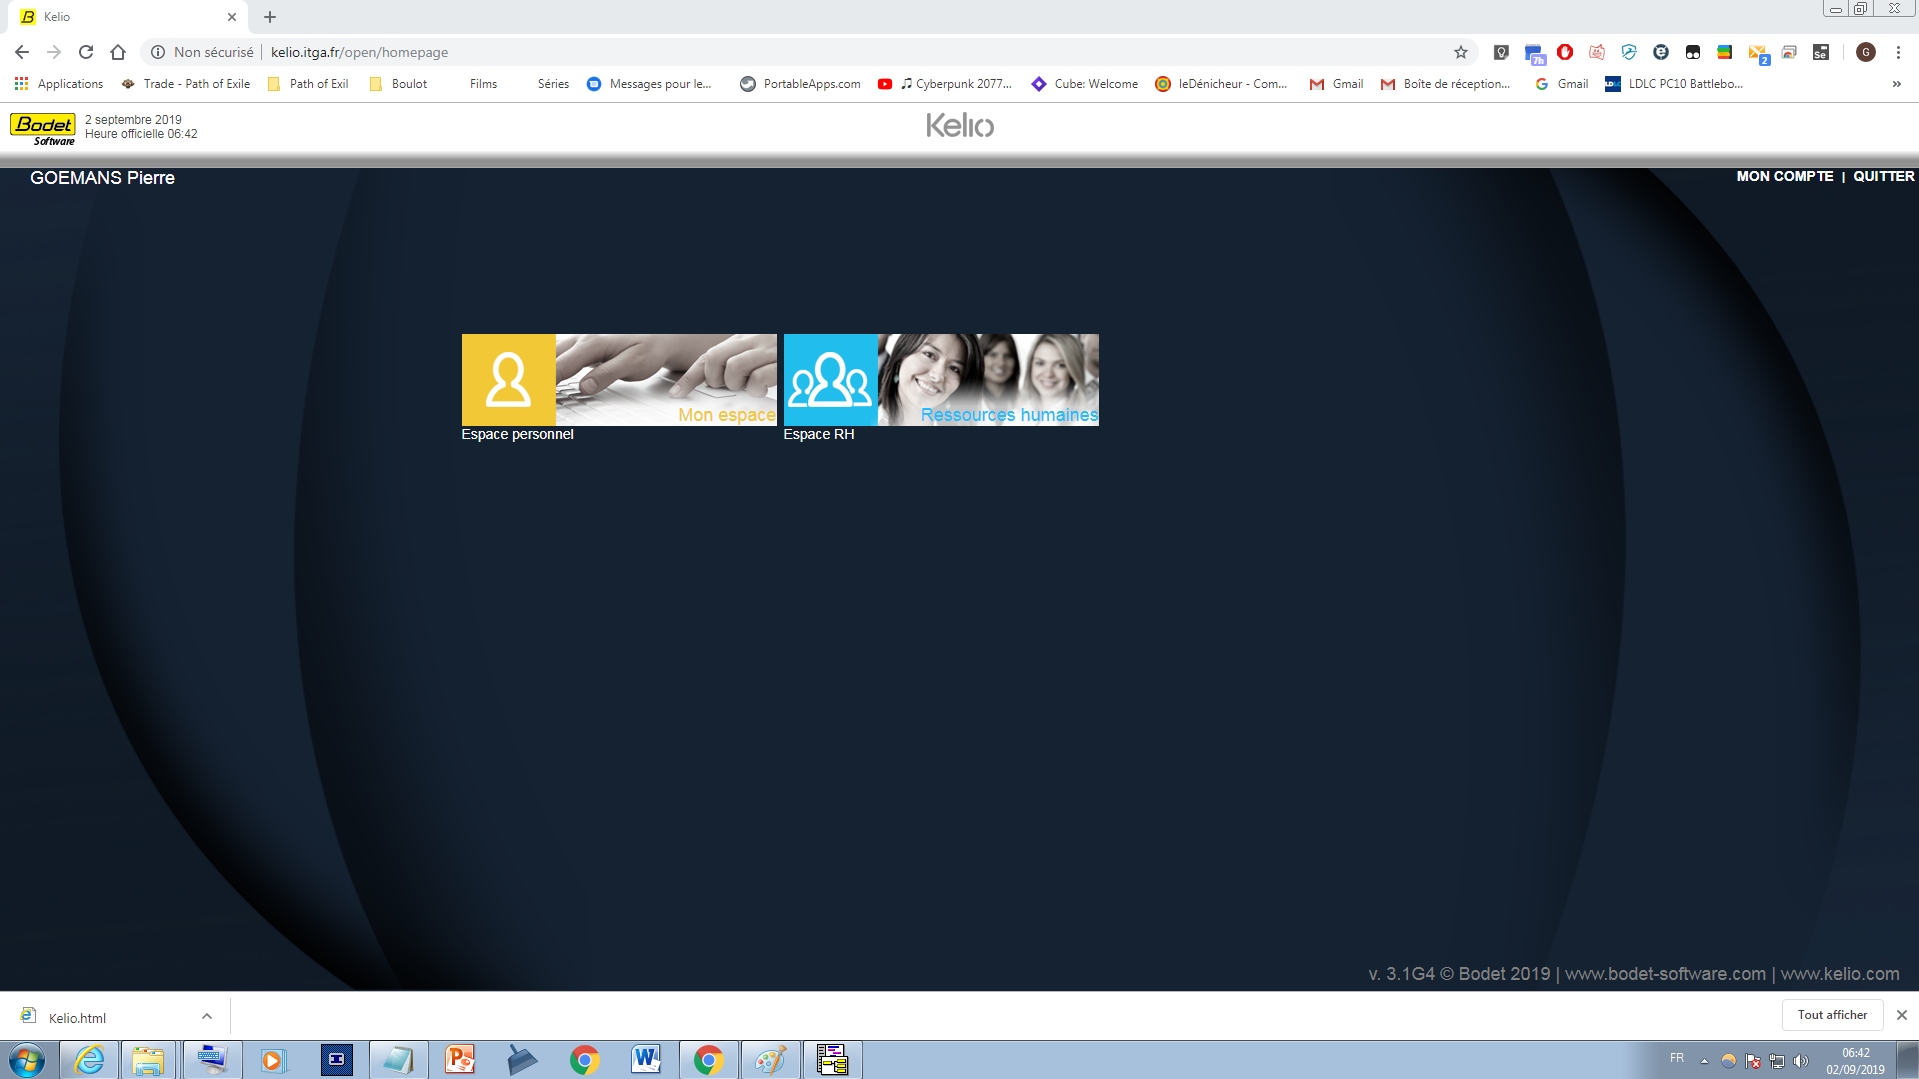 Kelio
Non sécurisé | kelio.itga.fr/open/homepage
7h
2
G
Se
Applications Trade - Path of Exile Path of Exil Boulot Films Séries Messages pour le... PortableApps.com Cyberpunk 2077... Cube: Welcome leDénicheur - Com... Gmail Boîte de réception... Gmail LDLC PC10 Battlebo... »
Bodet
Software
2 septembre 2019
Heure officielle 06:42
Kelio
GOEMANS Pierre
MON COMPTE | QUITTER
Mon espace
Espace personnel
Ressources humaines
Espace RH
v. 3.1G4 © Bodet 2019 | www.bodet-software.com | www.kelio.com
Kelio.html
Tout afficher
FR
06:42
02/09/2019